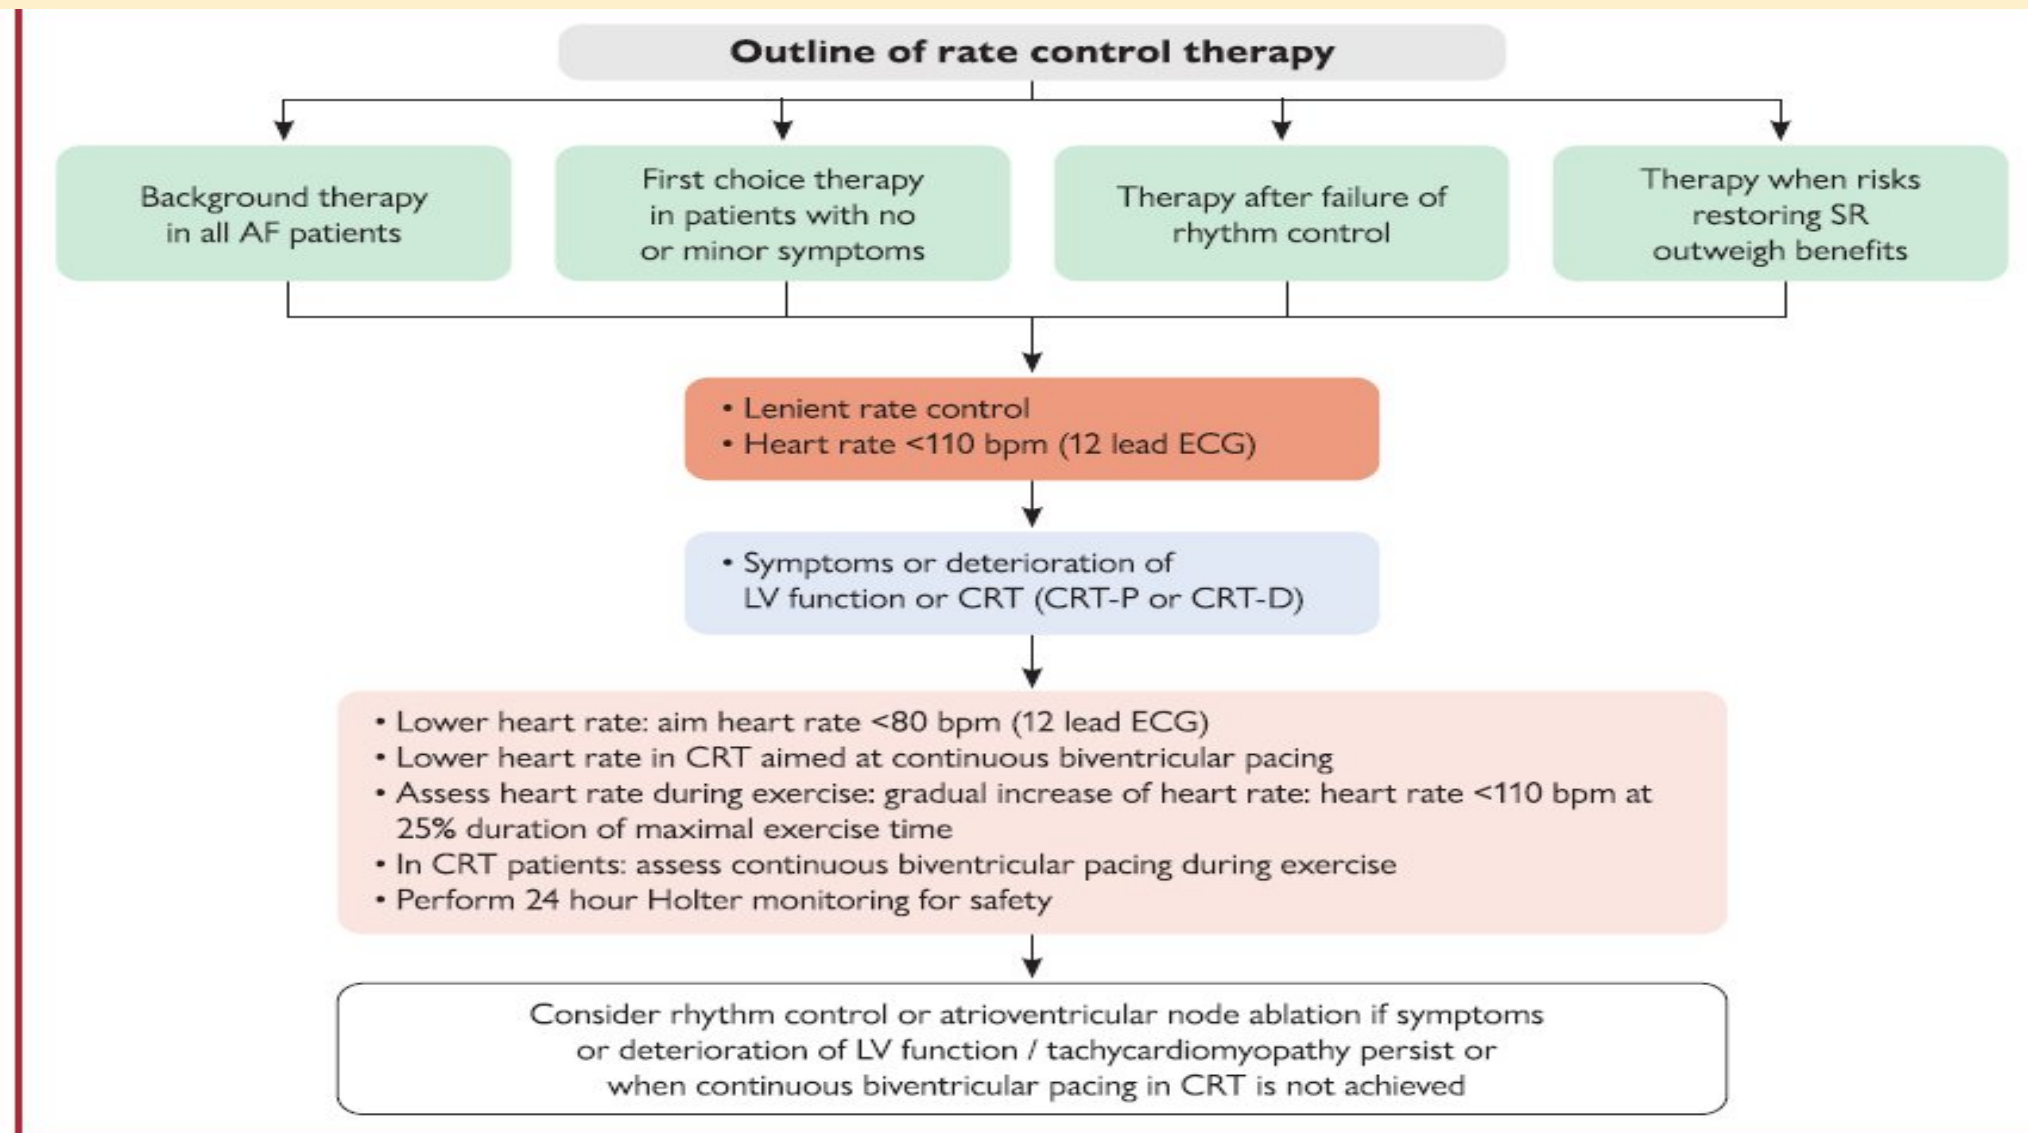 Outline of rate control therapy
Background therapy
in all AF patients
First choice therapy
in patients with no
or minor symptoms
Therapy after failure of
rhythm control
Therapy when risks
restoring SR
outweigh benefits
• Lenient rate control
• Heart rate <110 bpm (12 lead ECG)
• Symptoms or deterioration of
LV function or CRT (CRT-P or CRT-D)
• Lower heart rate: aim heart rate <80 bpm (12 lead ECG)
• Lower heart rate in CRT aimed at continuous biventricular pacing
• Assess heart rate during exercise: gradual increase of heart rate: heart rate <110 bpm at
25% duration of maximal exercise time
• In CRT patients: assess continuous biventricular pacing during exercise
• Perform 24 hour Holter monitoring for safety
Consider rhythm control or atrioventricular node ablation if symptoms
or deterioration of LV function / tachycardiomyopathy persist or
when continuous biventricular pacing in CRT is not achieved